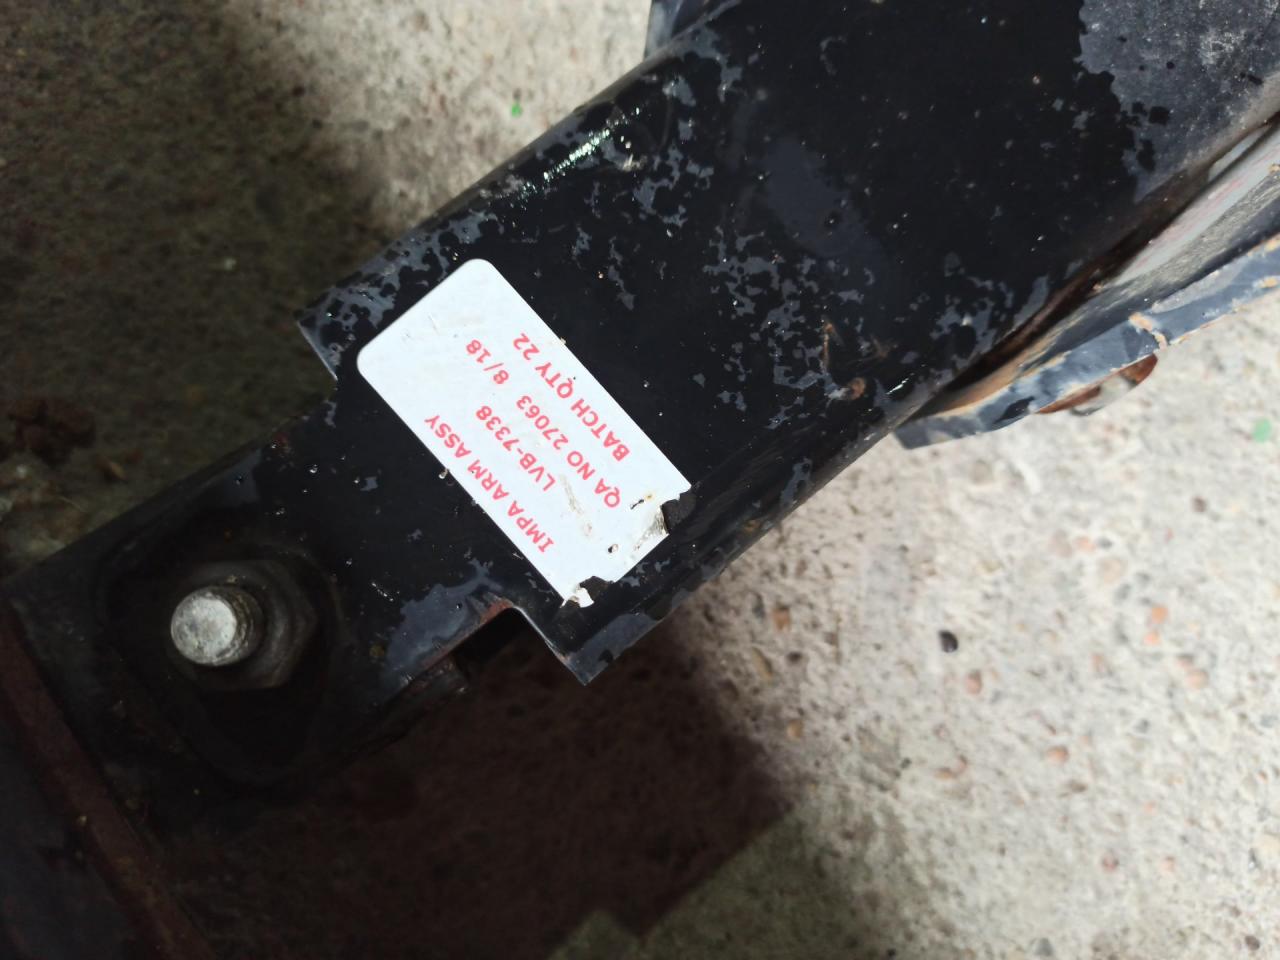 IMPA ARM ASSY
LVB-7338
QA NO 27063 8/18
BATCH QTY 22